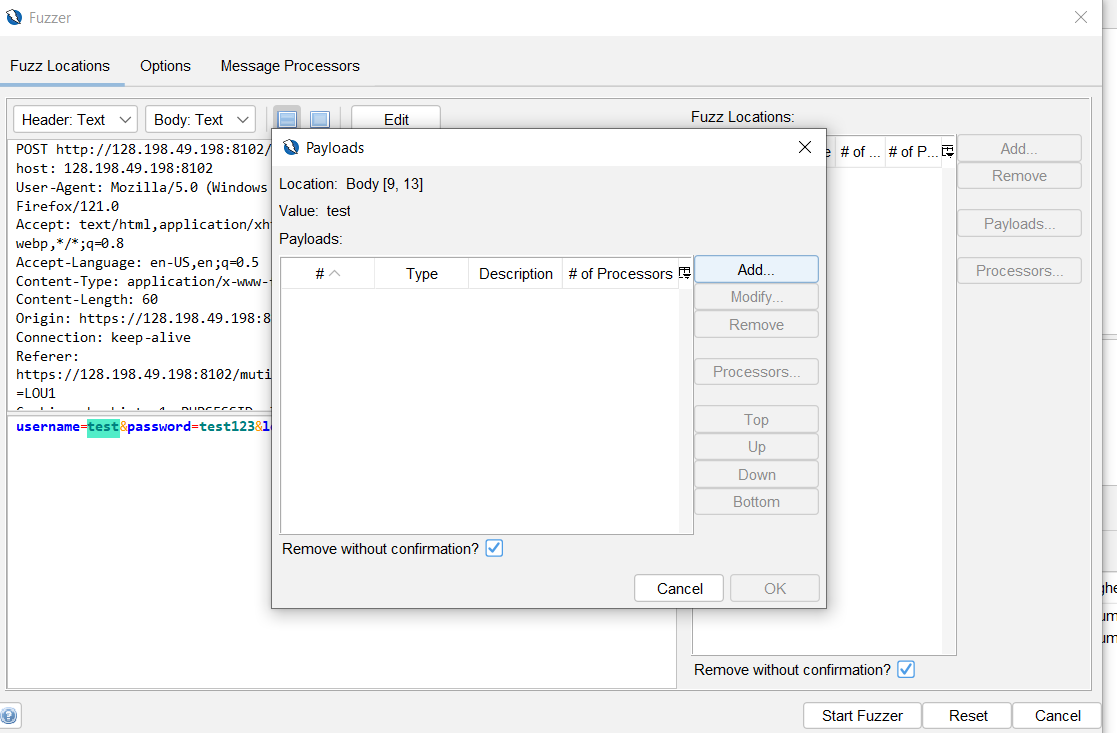 Fuzzer
Fuzz Locations Options Message Processors
Header: Text Body: Text Edit
Fuzz Locations:
POST http://128.198.49.198:8102/
host: 128.198.49.198:8102
User-Agent: Mozilla/5.0 (Windows
Firefox/121.0
Accept: text/html,application/xh
webp,*/*;q=0.8
Accept-Language: en-US,en;q=0.5
Content-Type: application/x-www-
Content-Length: 60
Origin: https://128.198.49.198:8
Connection: keep-alive
Referer:
https://128.198.49.198:8102/muti
=LOU1
username=test&password=test123&l
Payloads
Location: Body [9, 13]
Value: test
Payloads:
# Type Description # of Processors
Add...
Modify...
Remove
Processors...
Top
Up
Down
Bottom
Remove without confirmation?
Cancel OK
# of ... # of P...
Add...
Remove
Payloads...
Processors...
Remove without confirmation?
Start Fuzzer Reset Cancel